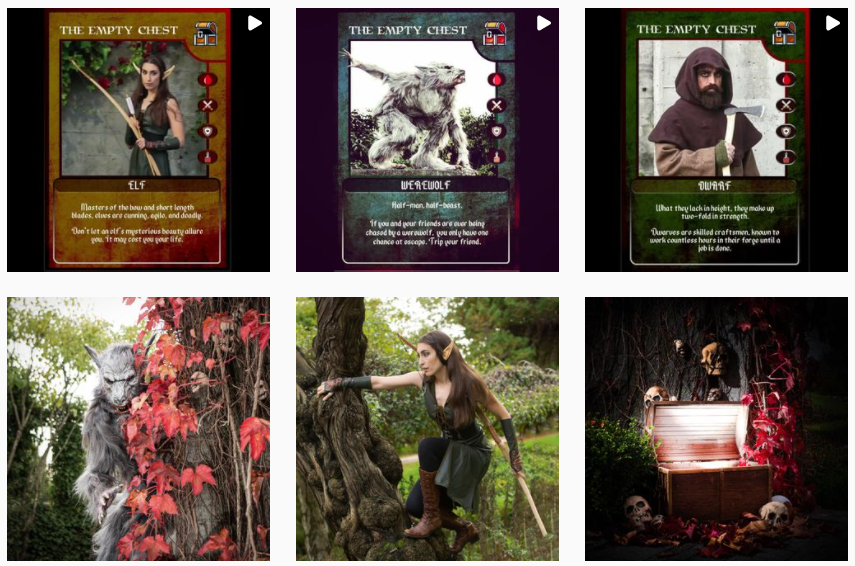 THE EMPTY CHEST
ELF
Masters of the bow and short length
blades, elves are cunning, agile, and deadly.
Don't let an elf's mysterious beauty allure
you. It may cost you your life.
THE EMPTY CHEST
WEREWOLF
Half-man, half-beast.
If you and your friends are ever being
chased by a werewolf, you only have one
chance at escape. Trip your friend.
THE EMPTY CHEST
DWARF
What they lack in height, they make up
two-fold in strength.
Dwarves are skilled craftsmen, known to
work countless hours in their forge until a
job is done.